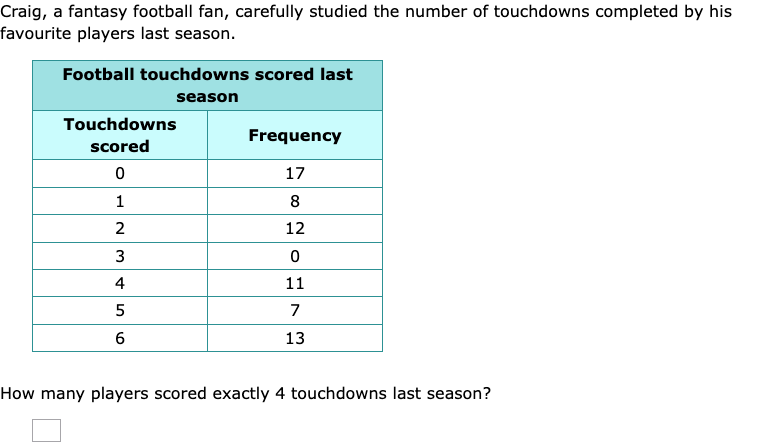 Craig, a fantasy football fan, carefully studied the number of touchdowns completed by his
favourite players last season.
Football touchdowns scored last
season
Touchdowns
scored
Frequency
0 17
1 8
2 12
3 0
4 11
5 7
6 13
How many players scored exactly 4 touchdowns last season?